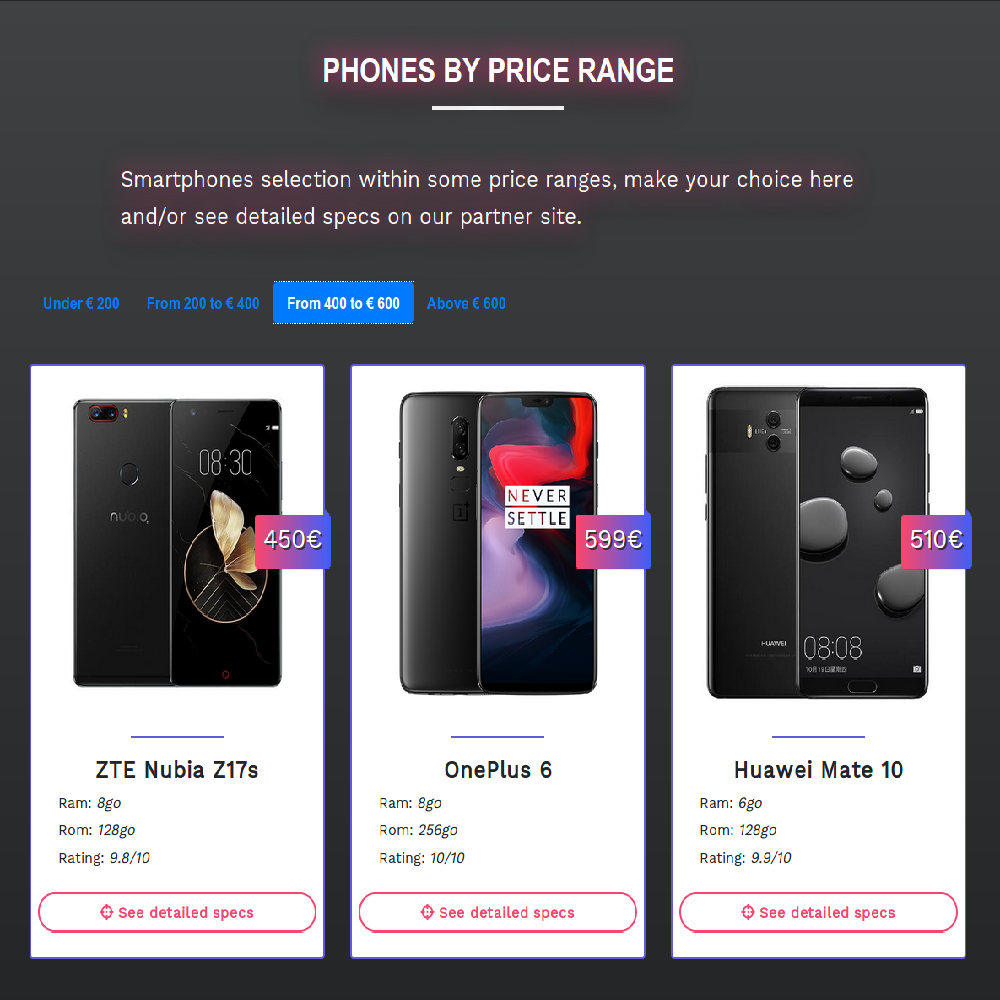 PHONES BY PRICE RANGE
Smartphones selection within some price ranges, make your choice here
and/or see detailed specs on our partner site.
Under € 200
From 200 to € 400
From 400 to € 600
Above € 600
08:30
nubia
450€
ZTE Nubia Z17s
Ram: 8go
Rom: 128go
Rating: 9.8/10
See detailed specs
NEVER
SETTLE
599€
OnePlus 6
Ram: 8go
Rom: 256go
Rating: 10/10
See detailed specs
510€
HUAWEI
08:08
Huawei Mate 10
Ram: 6go
Rom: 128go
Rating: 9.9/10
See detailed specs